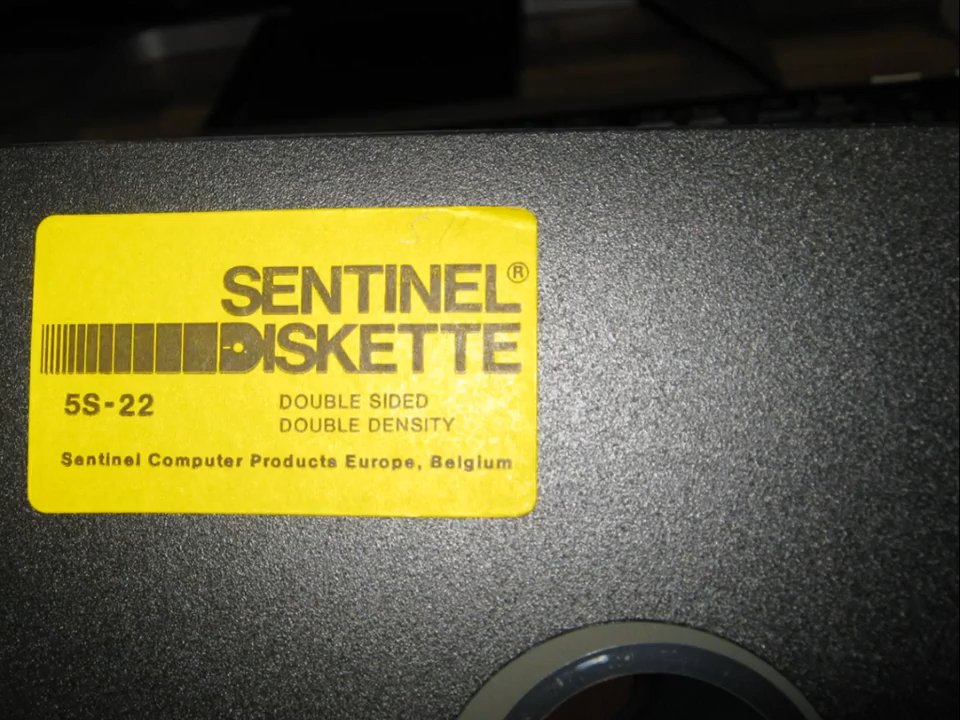 SENTINEL®
DISKETTE
5S-22 DOUBLE SIDED
DOUBLE DENSITY
Sentinel Computer Products Europe, Belgium